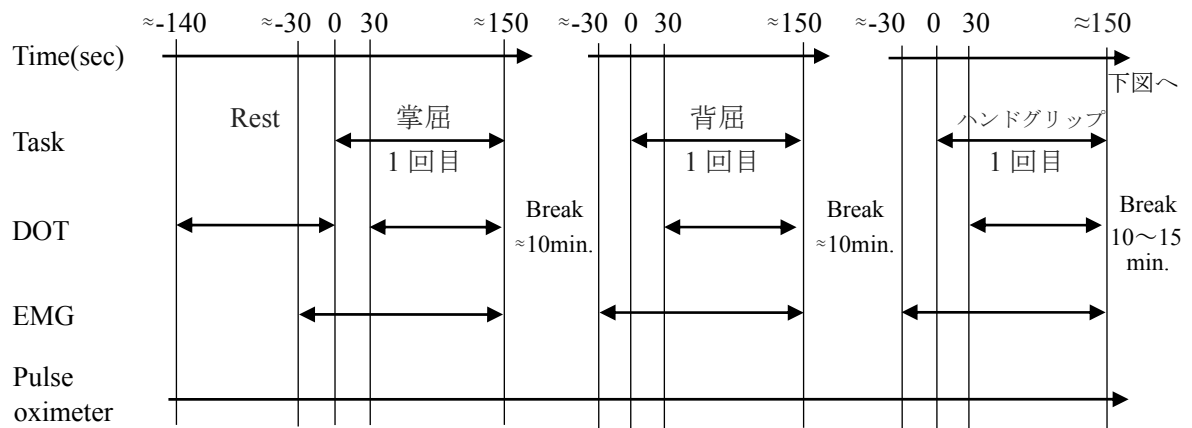 ≈-140 ≈-30 0 30 ≈150 ≈-30 0 30 ≈150 ≈-30 0 30 ≈150
Time(sec)
下図へ
Rest 掌屈 背屈 ハンドグリップ
Task
1 回目 1 回目 1 回目
Break Break Break
DOT
≈10min. ≈10min. 10～15
min.
EMG
Pulse
oximeter